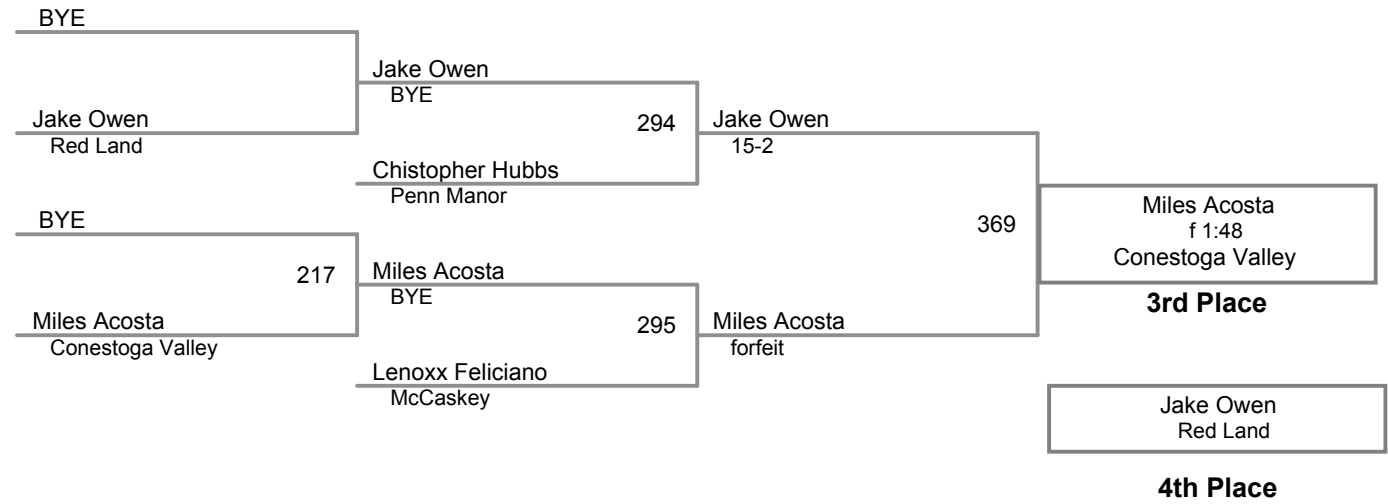 BYE
Jake Owen
BYE
Jake Owen
Red Land
294
Jake Owen
15-2
Chistopher Hubbs
Penn Manor
BYE
369
Miles Acosta
f 1:48
Conestoga Valley
3rd Place
217
Miles Acosta
BYE
Miles Acosta
Conestoga Valley
295
Miles Acosta
forfeit
Lenoxx Feliciano
McCaskey
Jake Owen
Red Land
4th Place